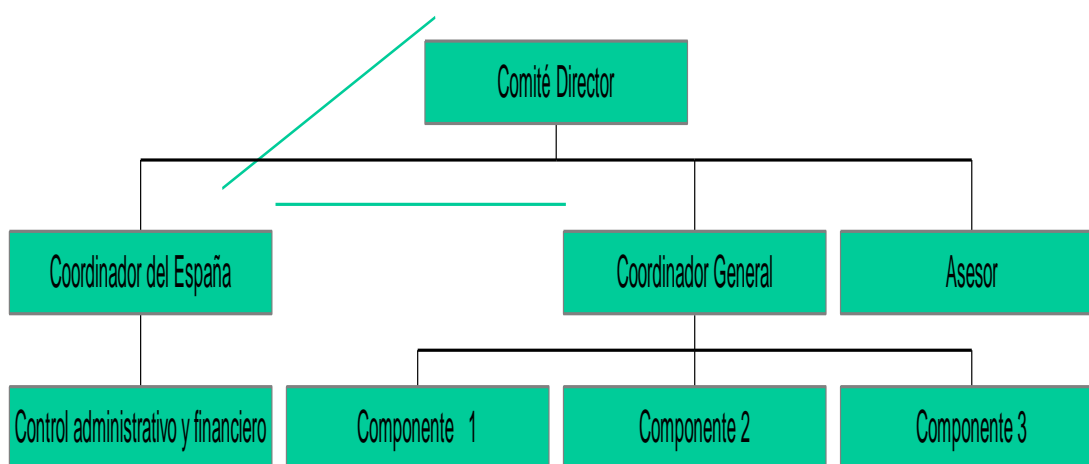 Comité Director
Coordinador del España
Coordinador General
Asesor
Control administrativo y financiero
Componente 1
Componente 2
Componente 3